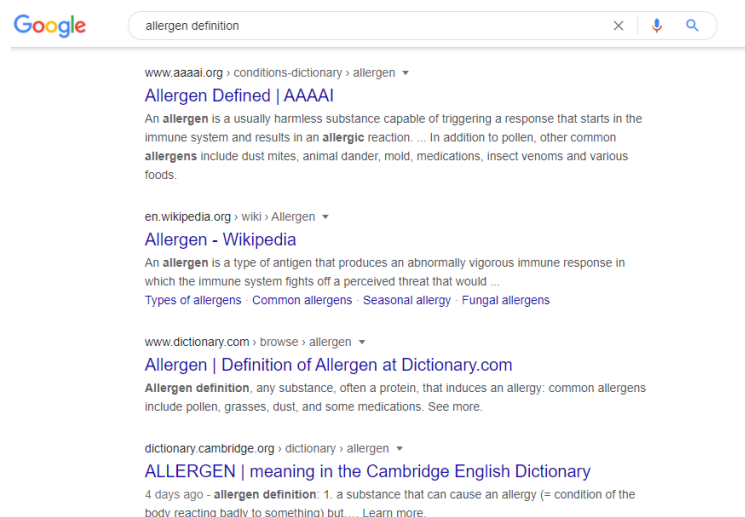 Google
allergen definition
www.aaaai.org › conditions-dictionary › allergen
Allergen Defined | AAAAI
An allergen is a usually harmless substance capable of triggering a response that starts in the
immune system and results in an allergic reaction. ... In addition to pollen, other common
allergens include dust mites, animal dander, mold, medications, insect venoms and various
foods.
en.wikipedia.org › wiki › Allergen
Allergen - Wikipedia
An allergen is a type of antigen that produces an abnormally vigorous immune response in
which the immune system fights off a perceived threat that would ...
Types of allergens · Common allergens · Seasonal allergy · Fungal allergens
www.dictionary.com › browse › allergen
Allergen | Definition of Allergen at Dictionary.com
Allergen definition, any substance, often a protein, that induces an allergy: common allergens
include pollen, grasses, dust, and some medications. See more.
dictionary.cambridge.org › dictionary › allergen
ALLERGEN | meaning in the Cambridge English Dictionary
4 days ago - allergen definition: 1. a substance that can cause an allergy (= condition of the
body reacting badly to something) but.... Learn more.